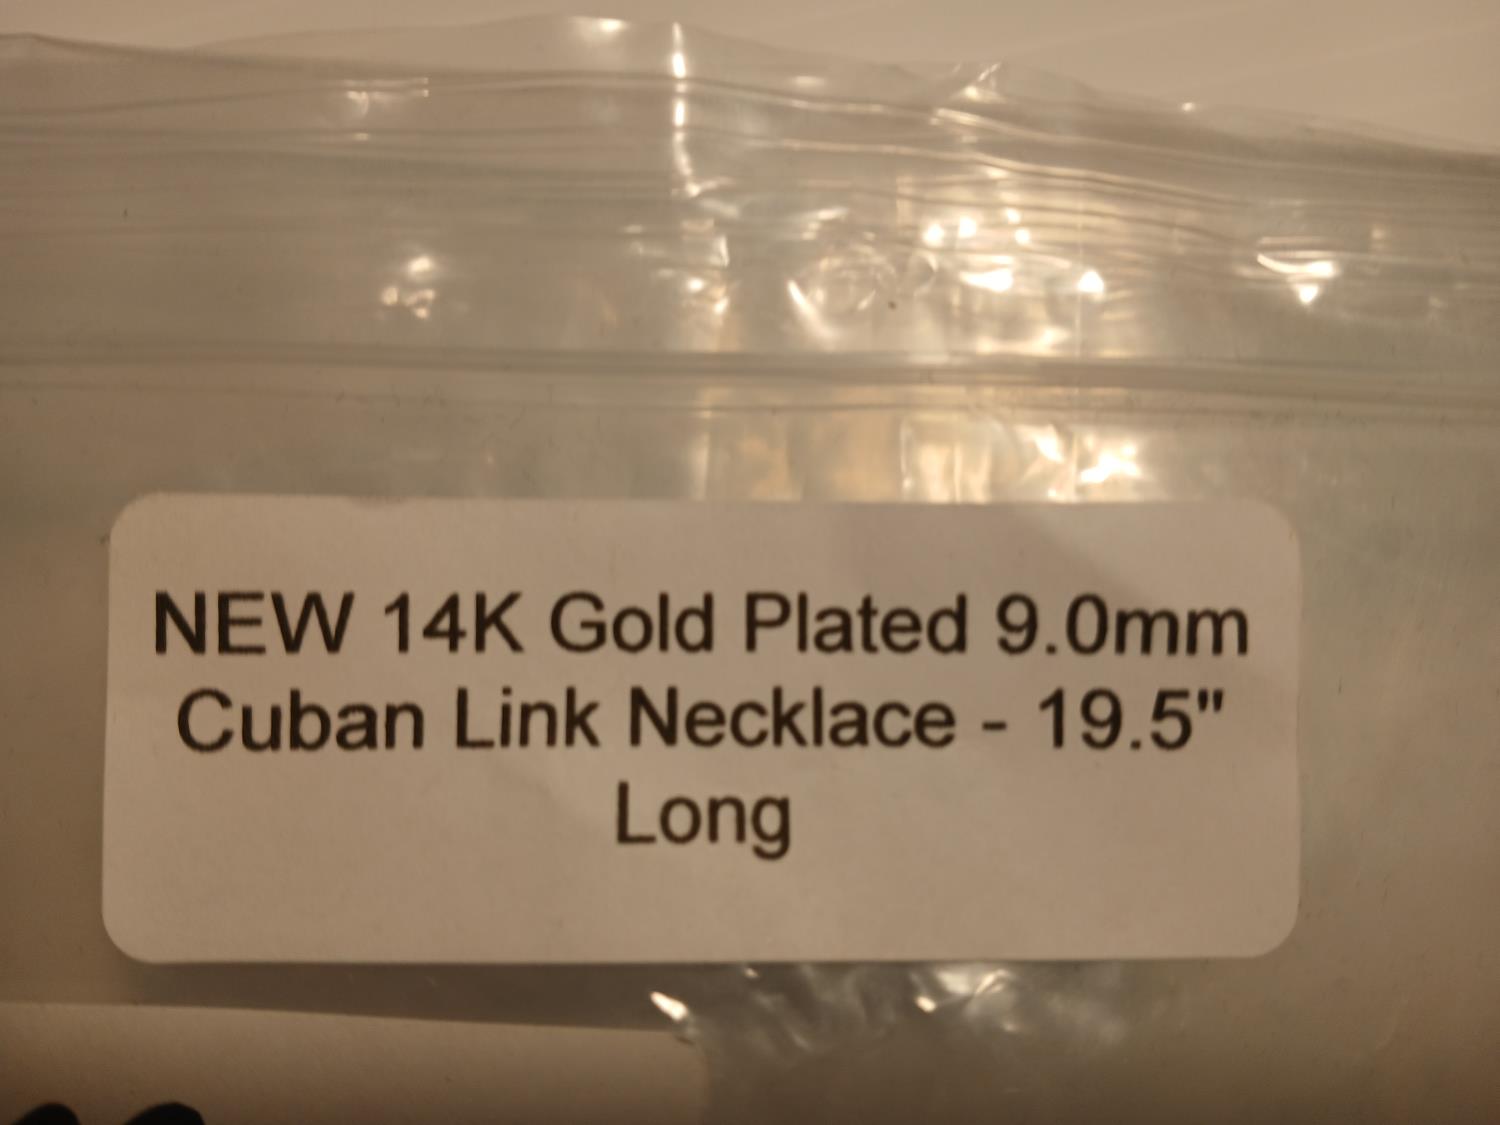 NEW 14K Gold Plated 9.0mm
Cuban Link Necklace - 19.5"
Long